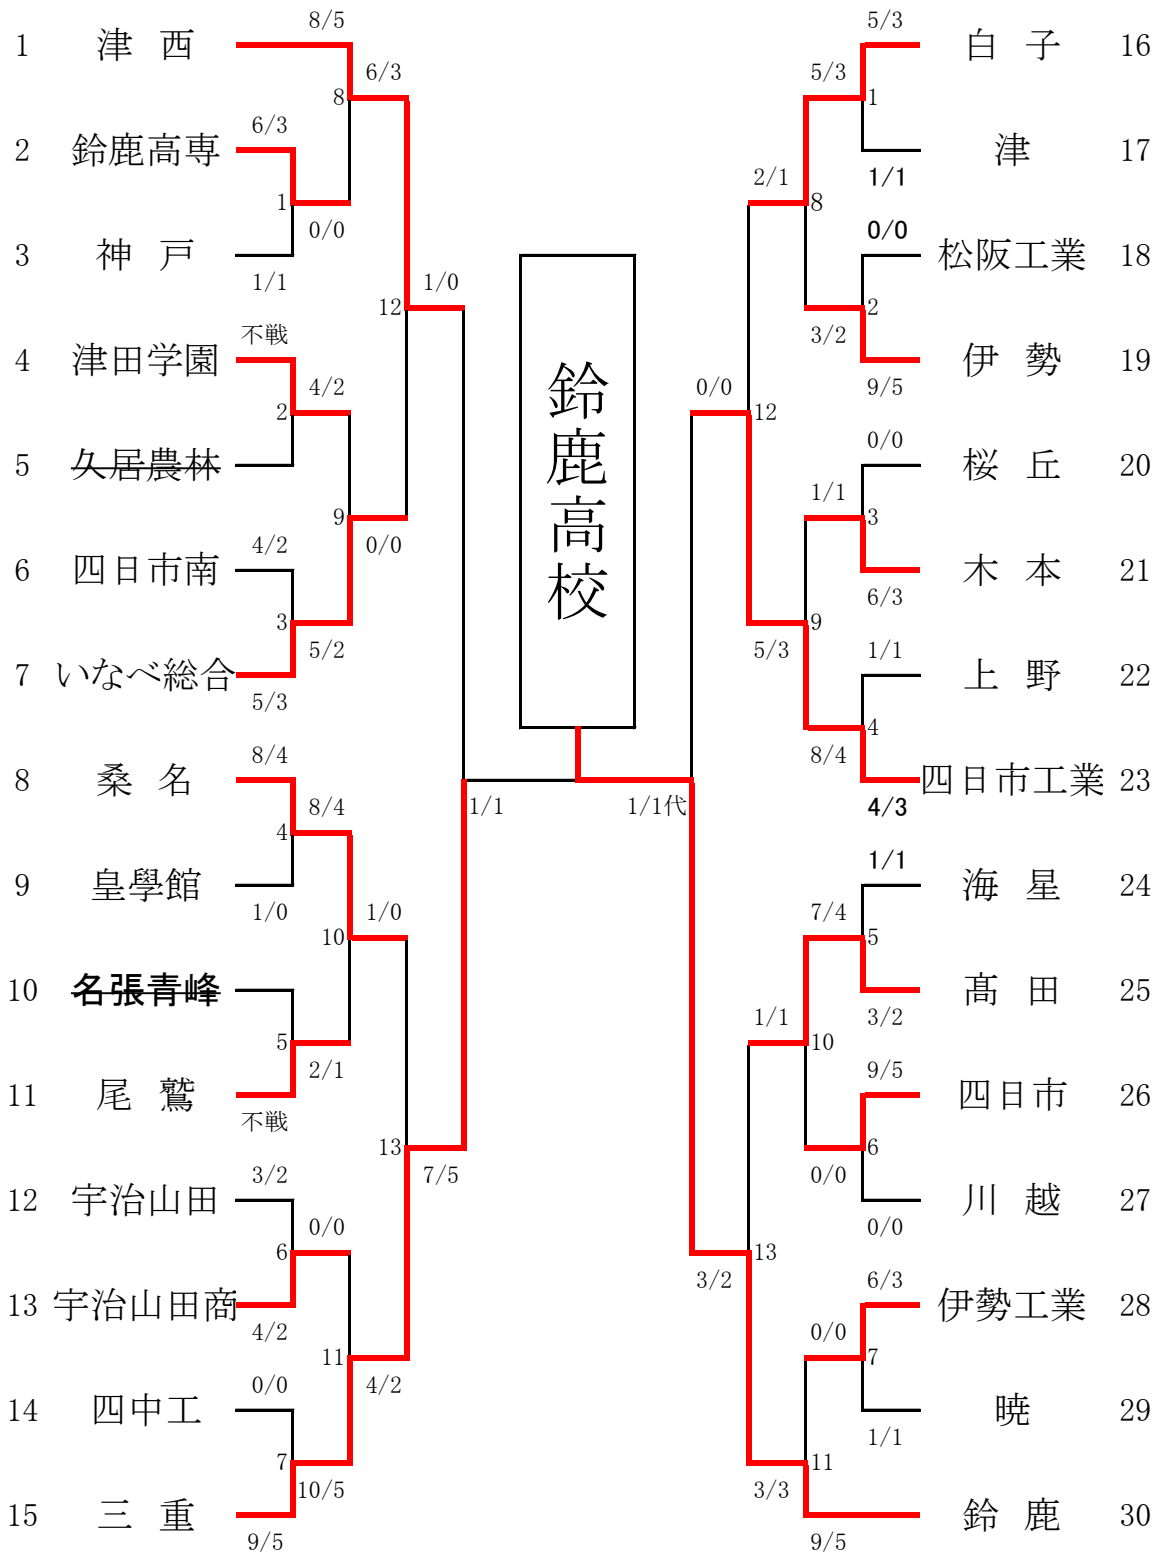 8/5
1 津 西
6/3
8
6/3
2 鈴鹿高専
1
0/0
3 神 戸
1/1
1/0
12
不戦
4 津田学園
4/2
2
5 久居農林
9
0/0
4/2
6 四日市南
3
5/2
7 いなべ総合
5/3
8/4
8 桑 名
8/4
1/1
4
9 皇學館
1/0
1/0
10
10 名張青峰
5
2/1
11 尾 鷲
不戦
13
7/5
3/2
12 宇治山田
0/0
6
13 宇治山田商
4/2
11
4/2
0/0
14 四中工
7
10/5
15 三 重
9/5
鈴鹿高校
5/3
白 子 16
5/3
1
津 17
1/1
2/1
8
0/0
松阪工業 18
2
3/2
伊 勢 19
9/5
0/0
12
0/0
桜 丘 20
1/1
3
木 本 21
6/3
9
5/3
1/1
上 野 22
4
8/4
四日市工業 23
4/3
1/1代
1/1
海 星 24
7/4
5
髙 田 25
3/2
1/1
10
9/5
四日市 26
6
0/0
川 越 27
0/0
13
3/2
6/3
伊勢工業 28
0/0
7
暁 29
1/1
11
3/3
鈴 鹿 30
9/5